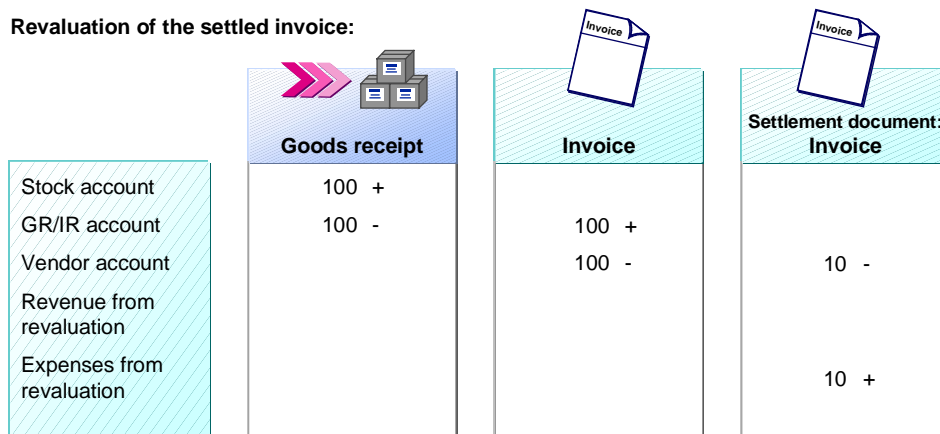 Revaluation of the settled invoice:
Invoice
Invoice
Goods receipt
Invoice
Settlement document:
Invoice
Stock account 100 +
GR/IR account 100 - 100 +
Vendor account 100 - 10 -
Revenue from
revaluation
Expenses from
revaluation 10 +